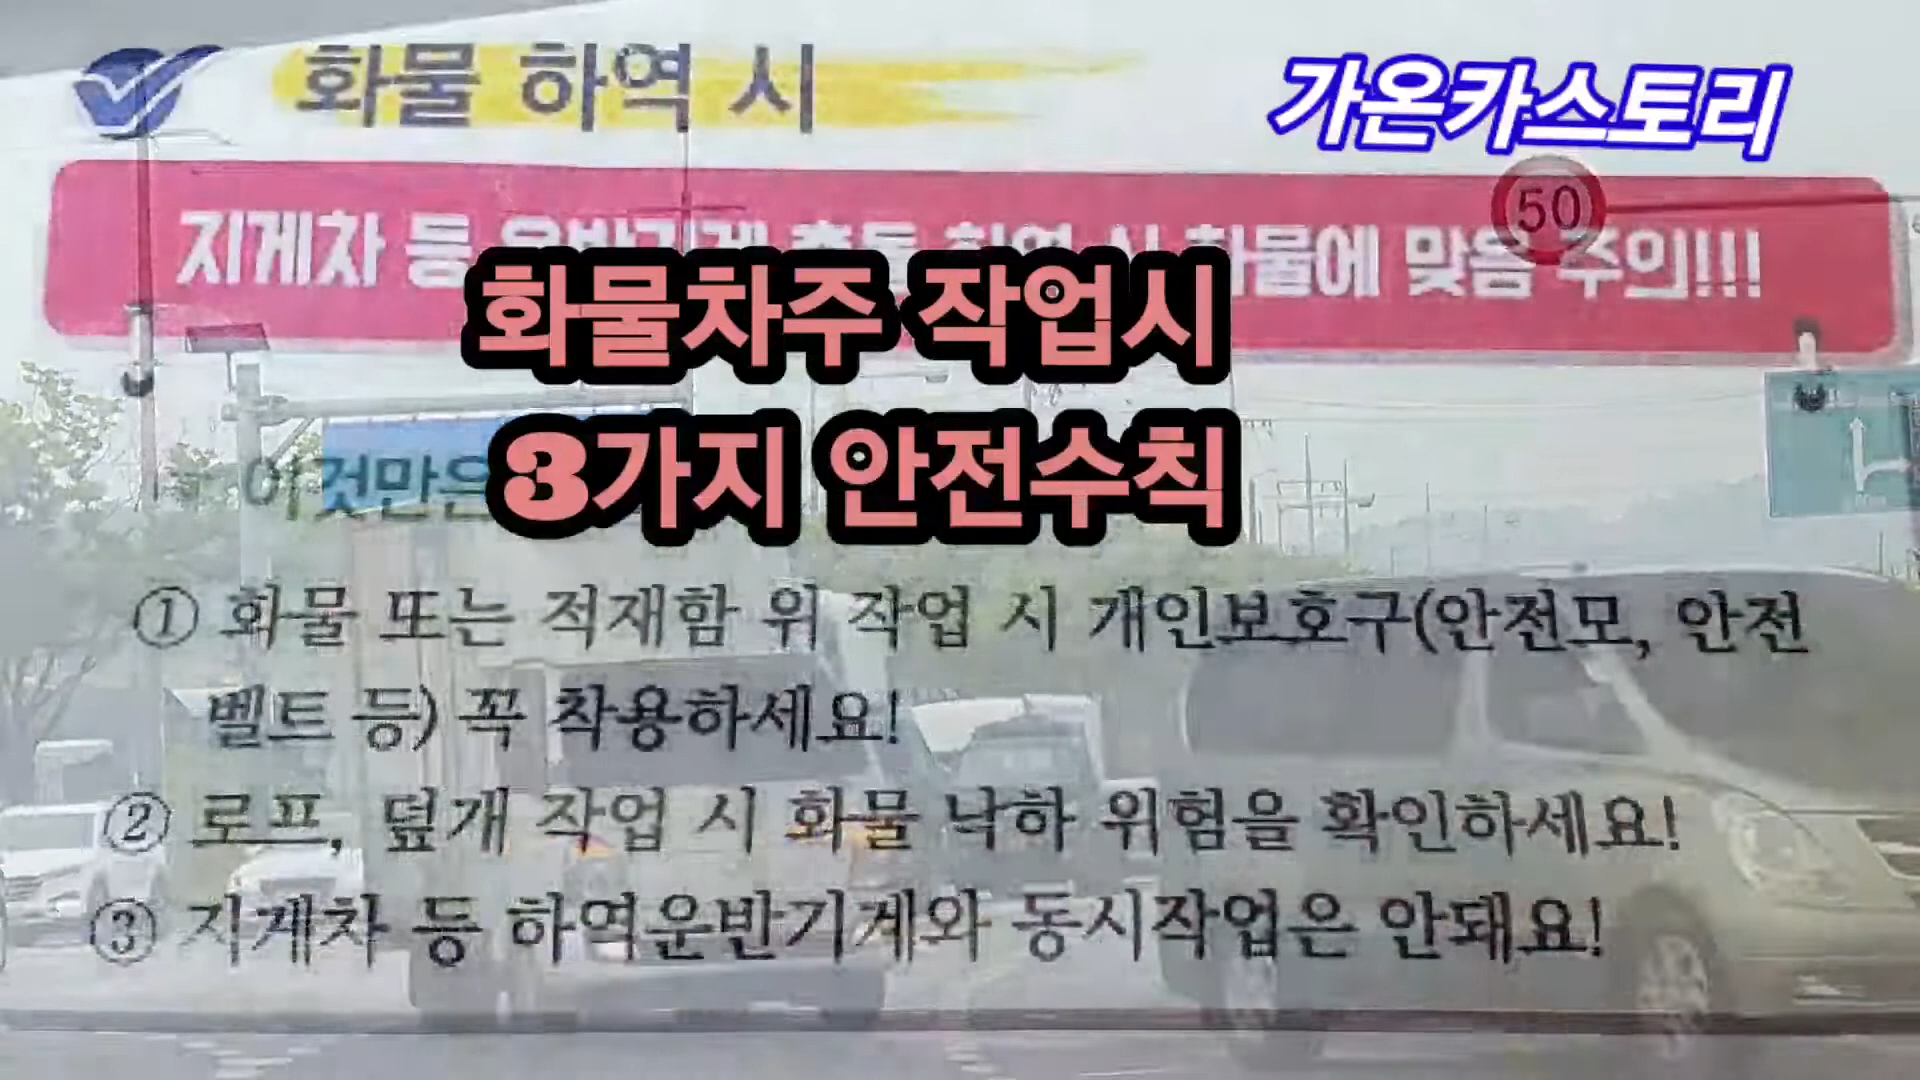 화물 하역 시
가온카스토리
50
지게차 등 시 화물에 맞음 주의!!!
화물차주 작업시
이것만은
3가지 안전수칙
① 화물 또는 적재함 위 작업 시 개인보호구(안전모, 안전
벨트 등) 꼭 착용하세요!
② 로프, 덮개 작업 시 화물 낙하 위험을 확인하세요!
③ 지게차 등 하역운반기계와 동시작업은 안돼요!